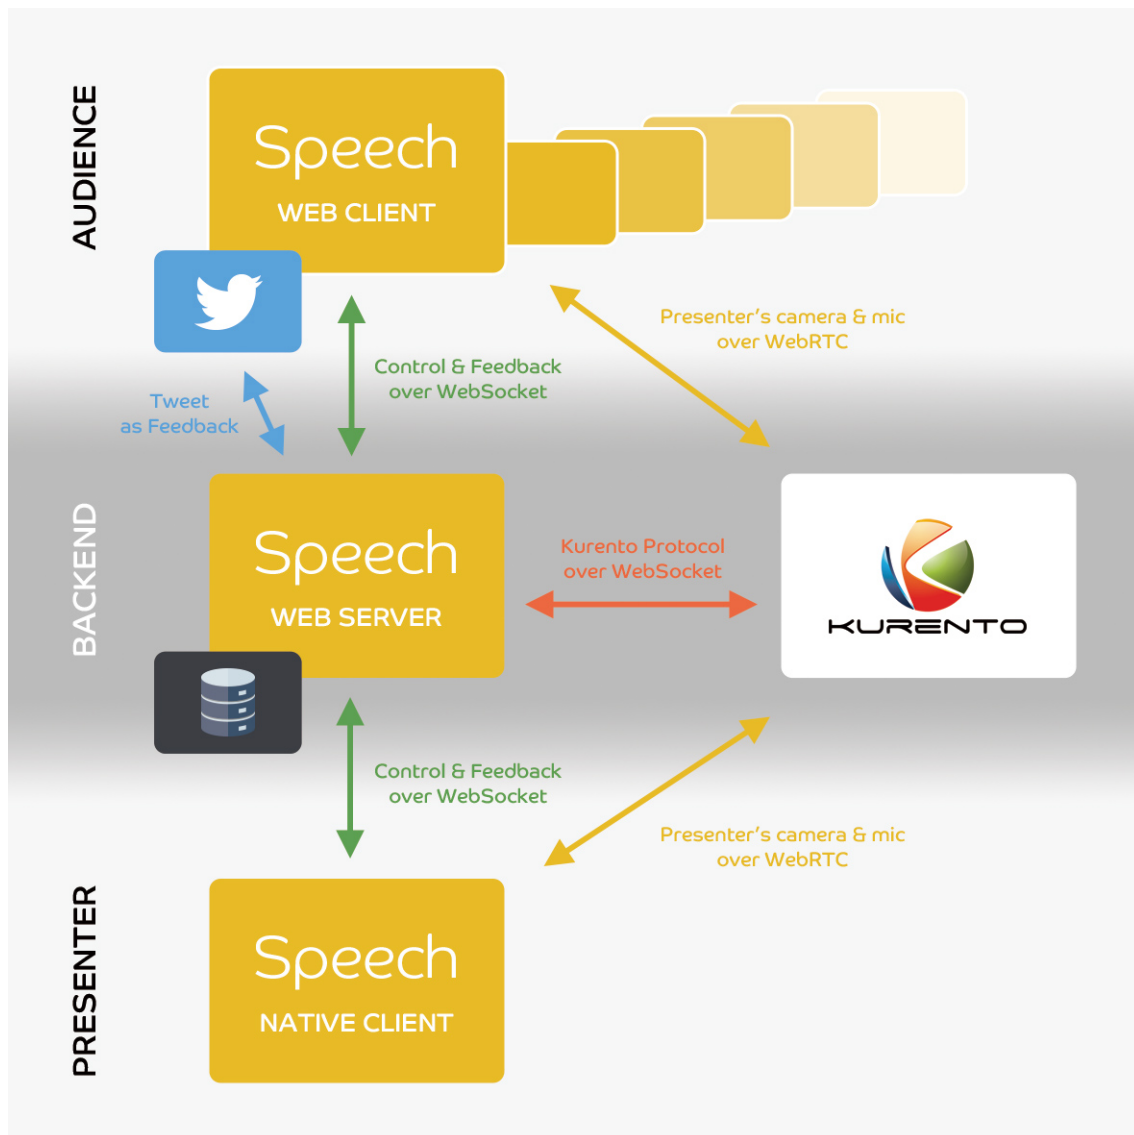 AUDIENCE
Speech
WEB CLIENT
Presenter's camera & mic
over WebRTC
Control & Feedback
over WebSocket
Tweet
as Feedback
BACKEND
Speech
WEB SERVER
Kurento Protocol
over WebSocket
KURENTO
Control & Feedback
over WebSocket
Presenter's camera & mic
over WebRTC
PRESENTER
Speech
NATIVE CLIENT